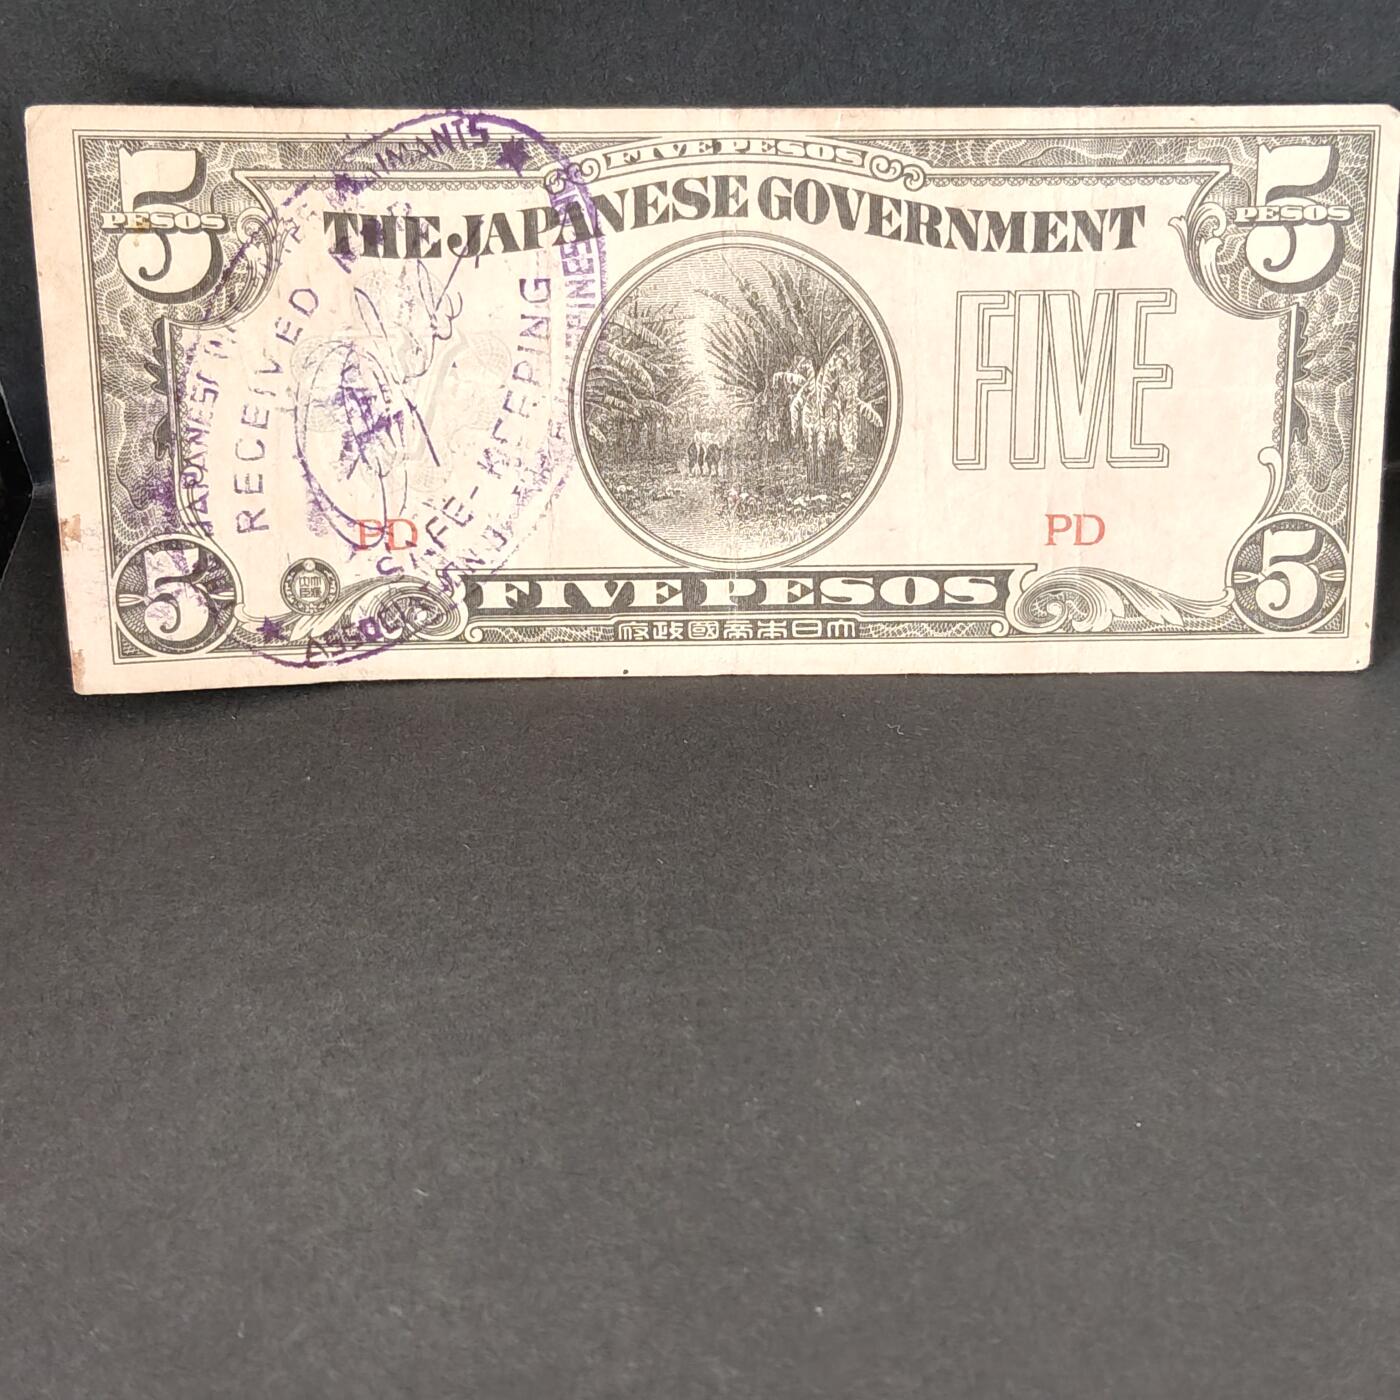 FIVE PESOS
5
PESOS
5
PESOS
THE JAPANESE GOVERNMENT
FIVE
PD
PD
5
5
FIVE PESOS
府政國帝本日大
RECEIVED
SAFE-KEEPING